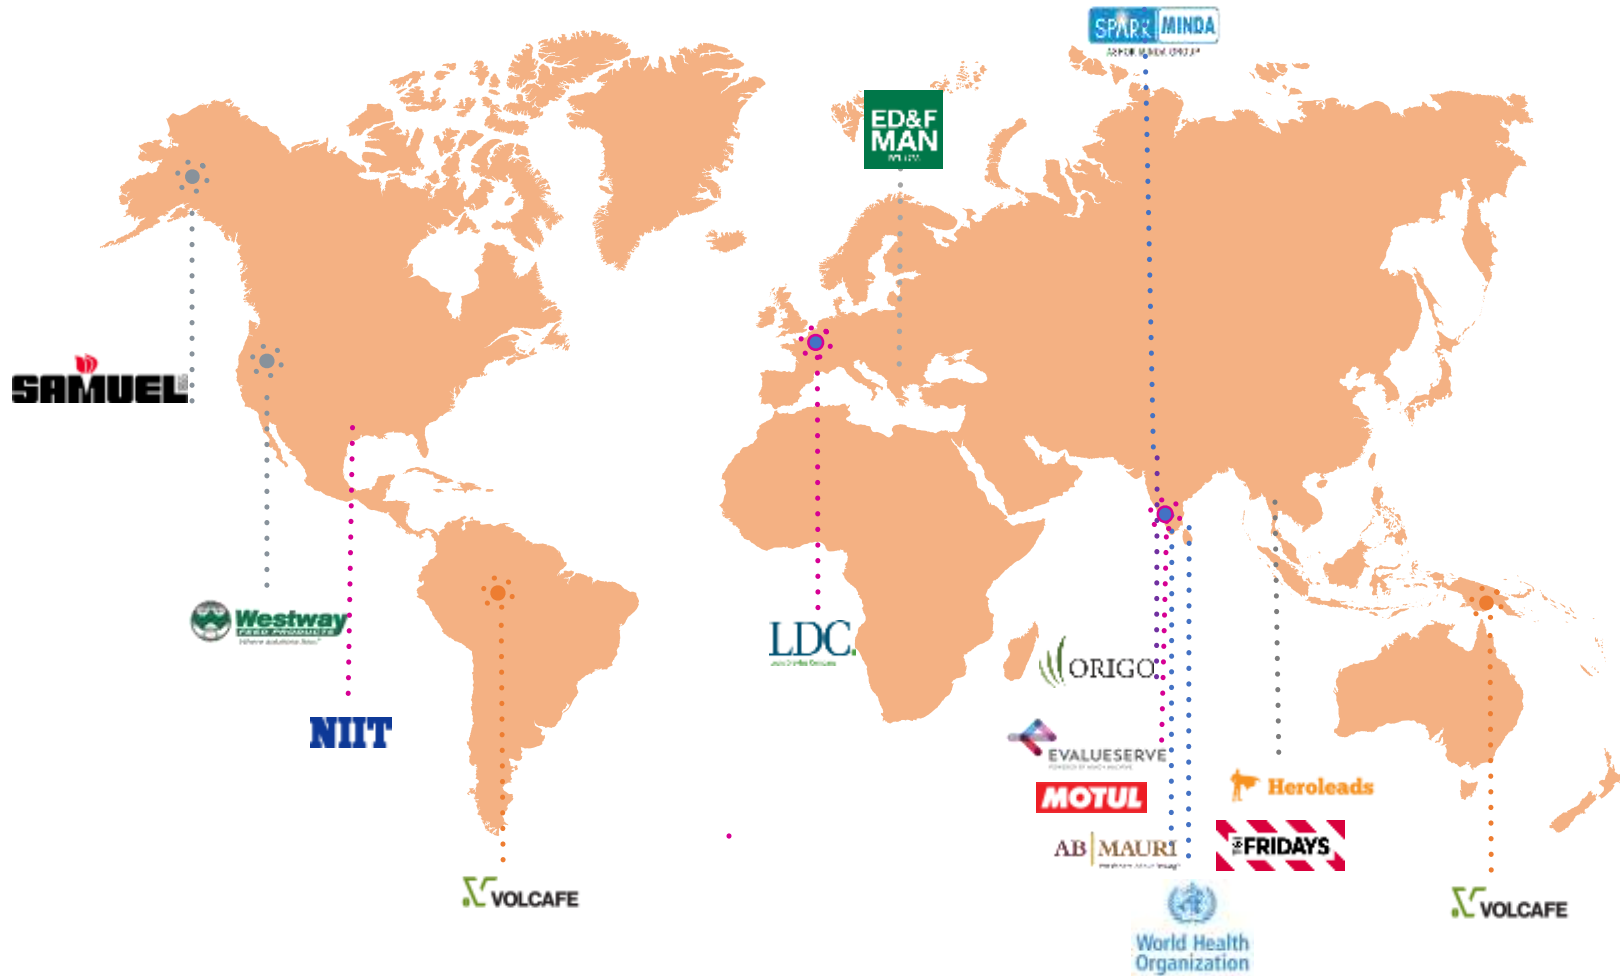 SPARK MINDA
ED&F
MAN
SAMUEL
Westway
FEED PRODUCTS
NIIT
LDC.
ORIGO
EVALUESERVE
MOTUL
AB|MAURI
Heroleads
FRIDAYS
VOLCAFE
VOLCAFE
World Health
Organization